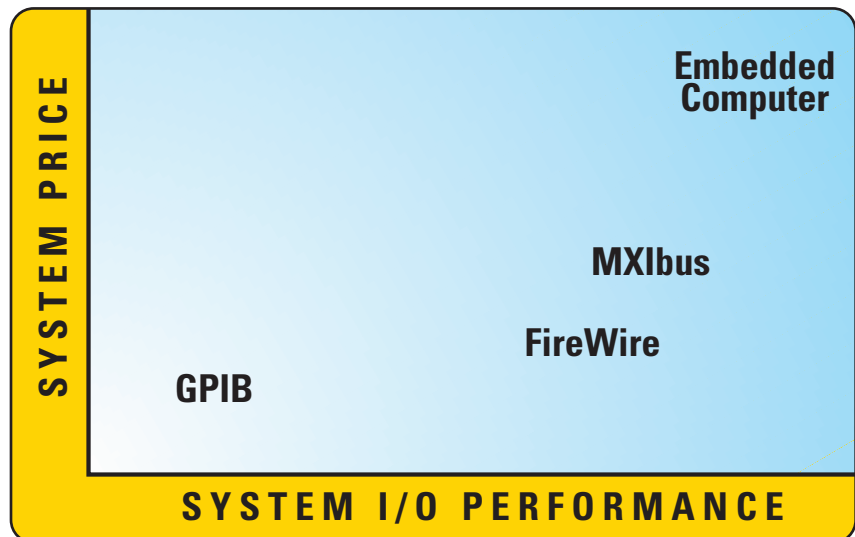 SYSTEM PRICE
Embedded
Computer
MXIbus
FireWire
GPIB
SYSTEM I/O PERFORMANCE